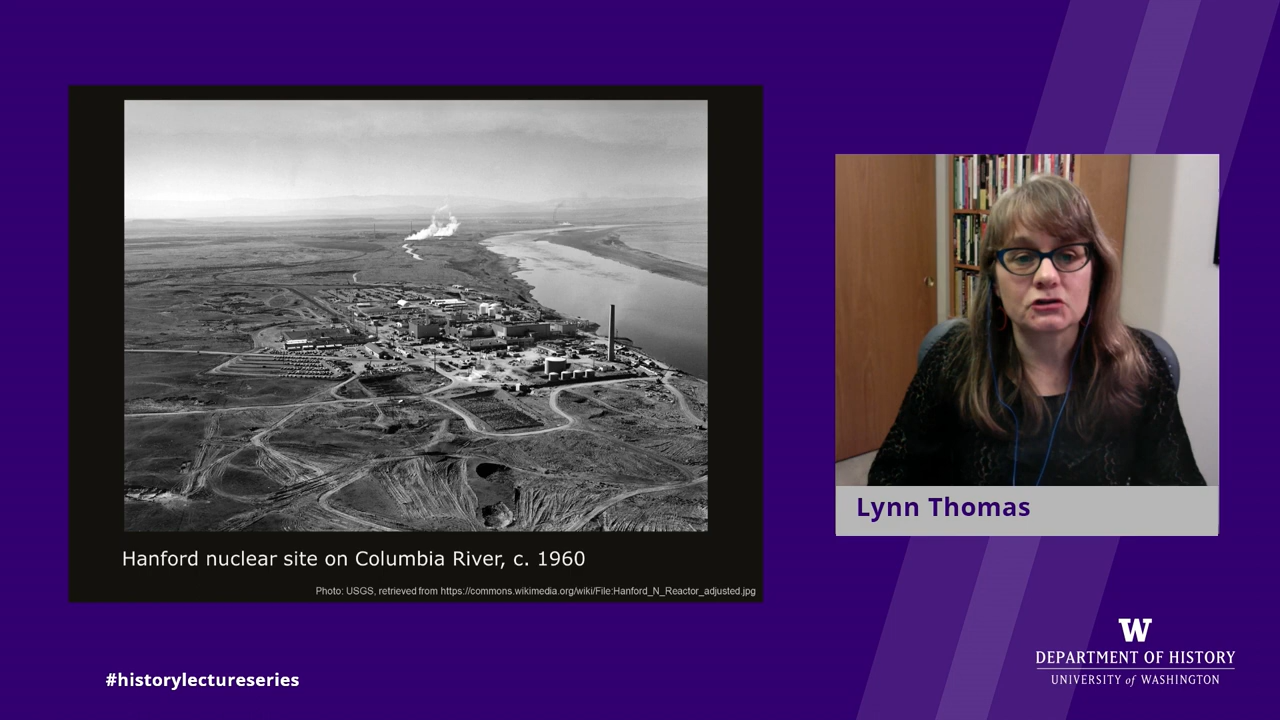 Hanford nuclear site on Columbia River, c. 1960
Photo: USGS, retrieved from https://commons.wikimedia.org/wiki/File:Hanford_N_Reactor_adjusted.jpg
Lynn Thomas
#historylectureseries
W
DEPARTMENT OF HISTORY
UNIVERSITY of WASHINGTON